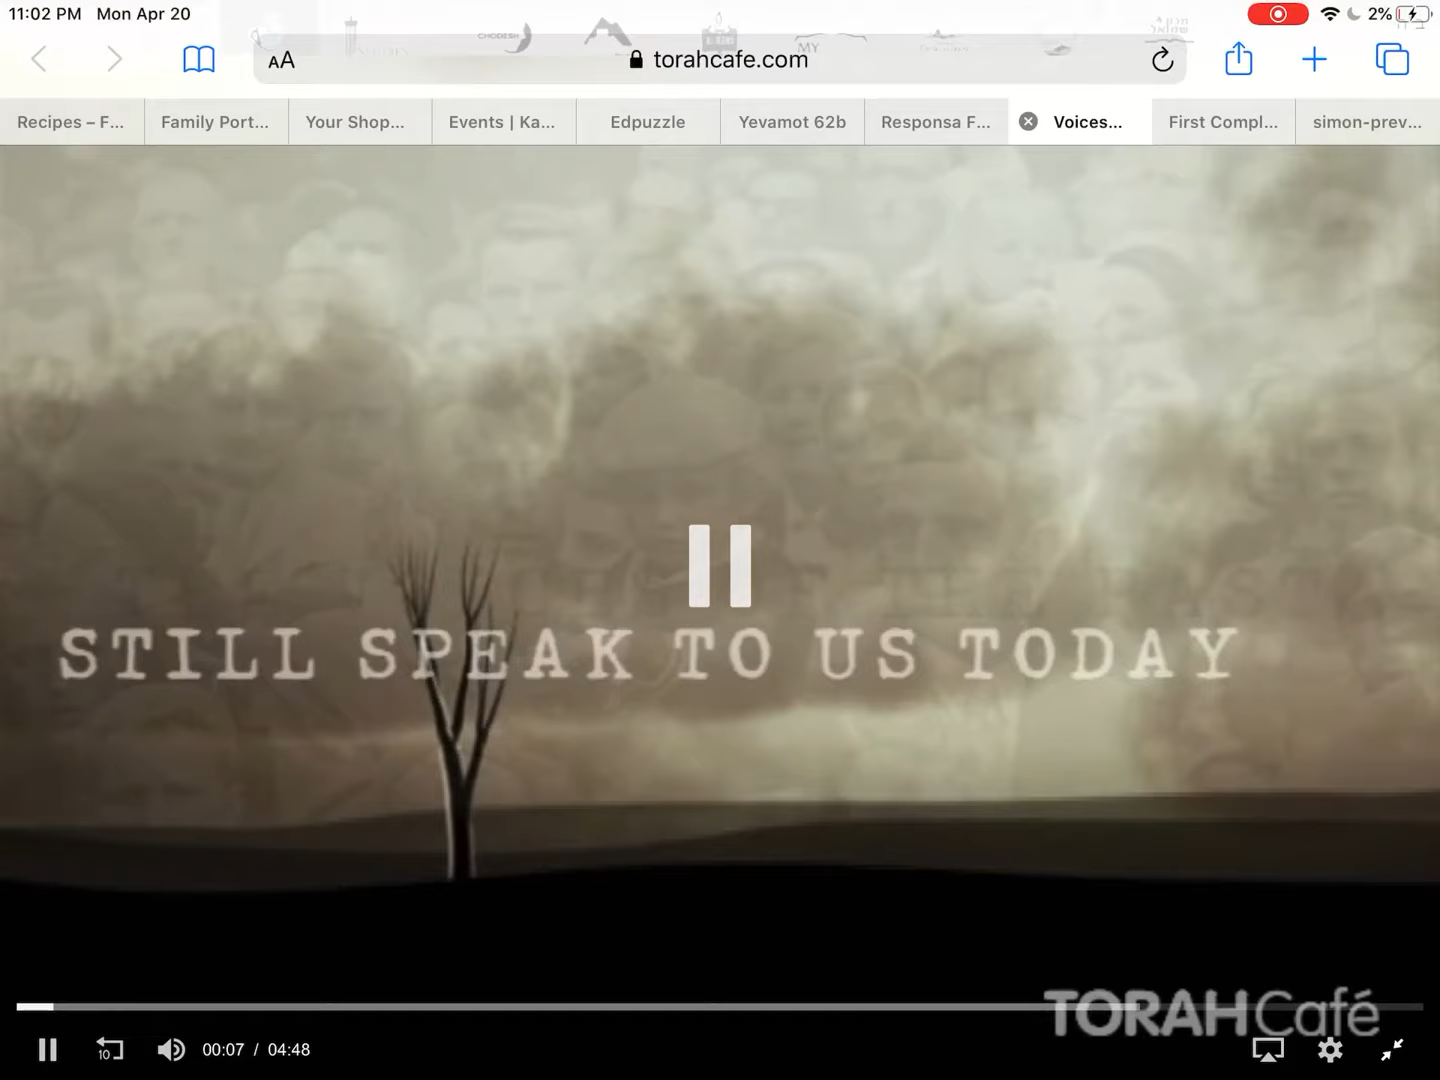 11:02 PM Mon Apr 20
2%
AA torahcafe.com
Recipes – F... Family Port... Your Shop... Events | Ka... Edpuzzle Yevamot 62b Responsa F... Voices... First Compl... simon-prev...
STILL SPEAK TO US TODAY
TORAHCafé
10 00:07 / 04:48